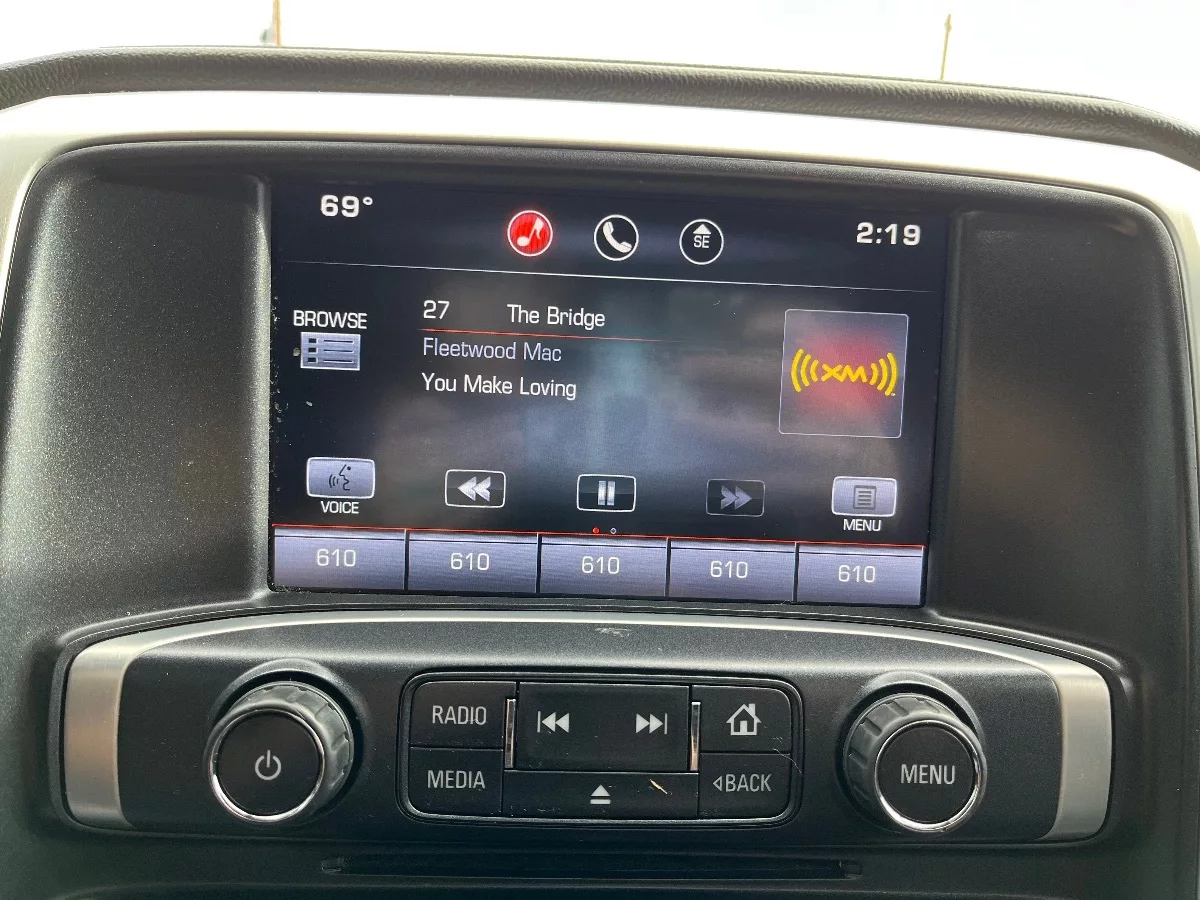 69°
SE
2:19
BROWSE
27 The Bridge
Fleetwood Mac
You Make Loving
XM
VOICE
MENU
610 610 610 610 610
RADIO
MEDIA
BACK
MENU